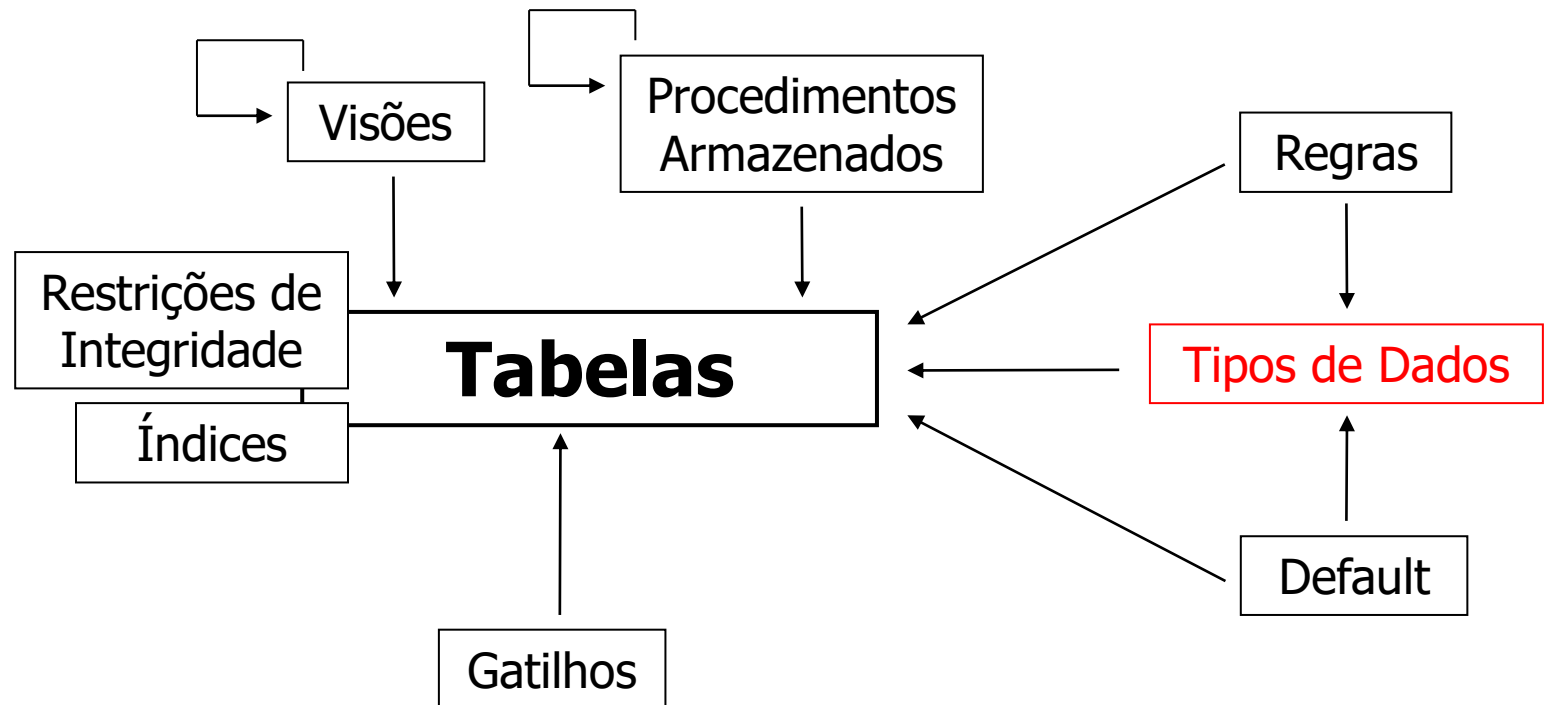 Visões
Procedimentos
Armazenados
Regras
Restrições de
Integridade
Tabelas
Tipos de Dados
Índices
Default
Gatilhos